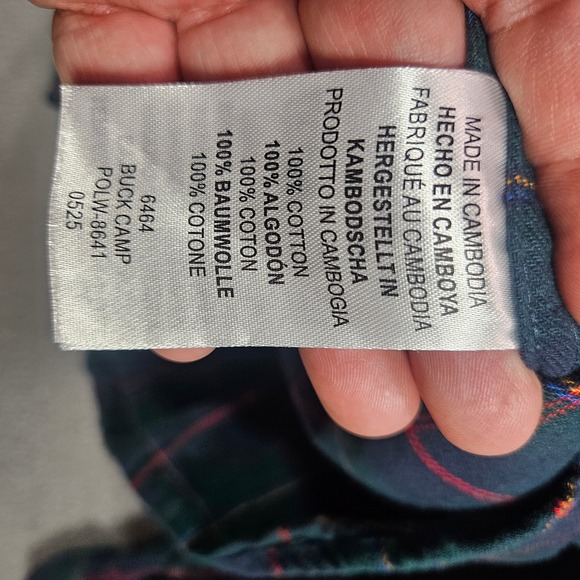 MADE IN CAMBODIA
HECHO EN CAMBOYA
FABRIQUÉ AU CAMBODIA
HERGESTELLT IN
KAMBODSCHA
PRODOTTO IN CAMBOGIA
100% COTTON
100% ALGODÓN
100% COTON
100% BAUMWOLLE
100% COTONE
6464
BUCK CAMP
POLW-8641
0525